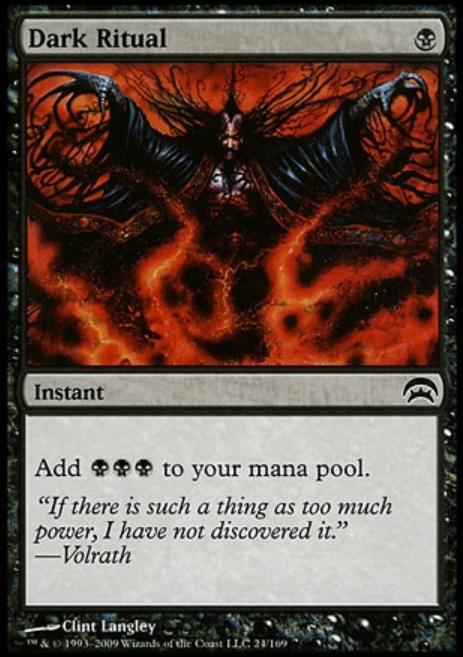 Dark Ritual
Instant
Add to your mana pool.
“If there is such a thing as too much
power, I have not discovered it.”
—Volrath
Clint Langley
™ & © 1993–2009 Wizards of the Coast LLC 24/169